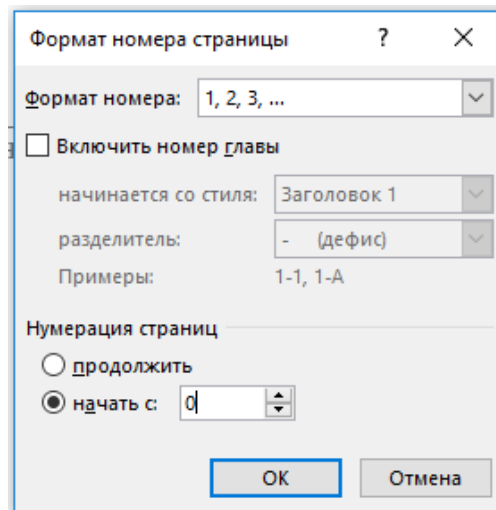 Формат номера страницы ? ✕
Формат номера: 1, 2, 3, ...
Включить номер главы
начинается со стиля: Заголовок 1
разделитель: - (дефис)
Примеры: 1-1, 1-A
Нумерация страниц
продолжить
начать с: 0
ОК Отмена